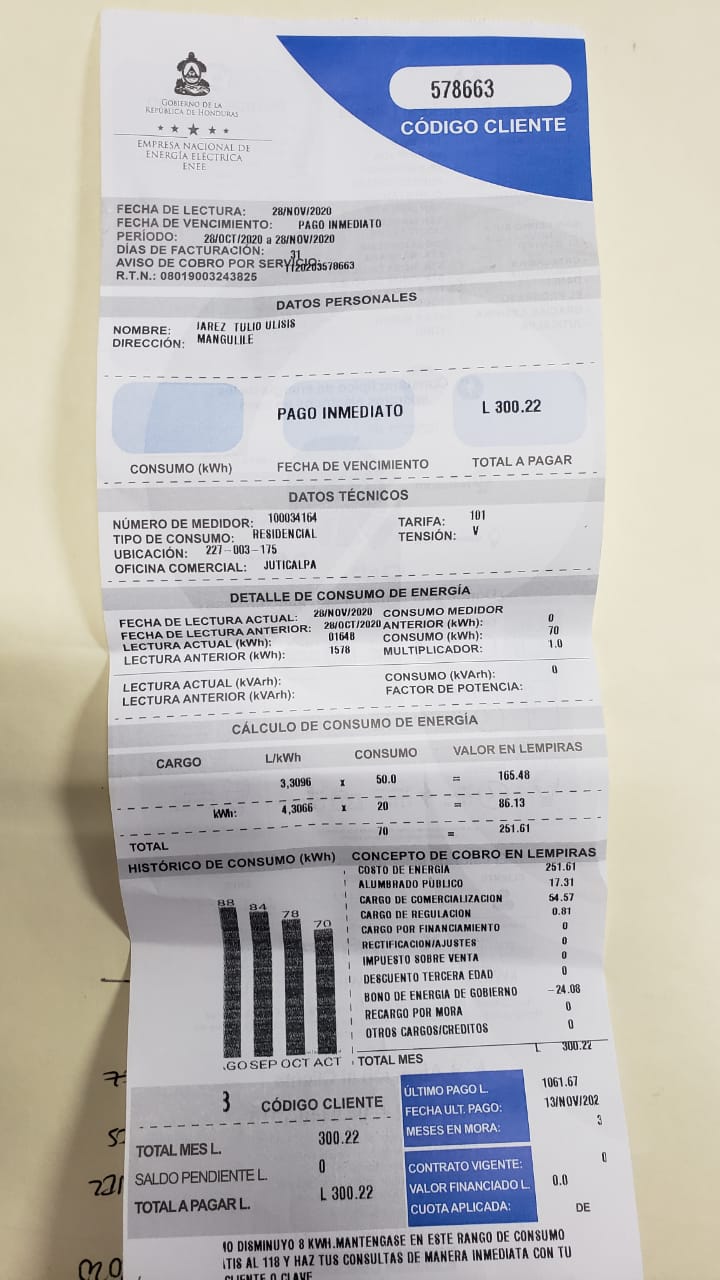 578663
CÓDIGO CLIENTE
GOBIERNO DE LA
REPÚBLICA DE HONDURAS
EMPRESA NACIONAL DE
ENERGÍA ELÉCTRICA
ENEE
FECHA DE LECTURA: 28/NOV/2020
FECHA DE VENCIMIENTO: PAGO INMEDIATO
PERÍODO: 28/OCT/2020 a 28/NOV/2020
DÍAS DE FACTURACIÓN: 31
AVISO DE COBRO POR SERVICIO: 1120203578663
R.T.N.: 08019003243825
DATOS PERSONALES
NOMBRE: JAREZ TULIO ULISIS
DIRECCIÓN: MANGULILE
PAGO INMEDIATO L 300.22
CONSUMO (kWh) FECHA DE VENCIMIENTO TOTAL A PAGAR
DATOS TÉCNICOS
NÚMERO DE MEDIDOR: 100034164 TARIFA: 101
TIPO DE CONSUMO: RESIDENCIAL TENSIÓN: V
UBICACIÓN: 227-003-175
OFICINA COMERCIAL: JUTICALPA
DETALLE DE CONSUMO DE ENERGÍA
FECHA DE LECTURA ACTUAL: 28/NOV/2020 CONSUMO MEDIDOR
FECHA DE LECTURA ANTERIOR: 28/OCT/2020 ANTERIOR (kWh): 0
LECTURA ACTUAL (kWh): 01648 CONSUMO (kWh): 70
LECTURA ANTERIOR (kWh): 1578 MULTIPLICADOR: 1.0
LECTURA ACTUAL (kVArh): CONSUMO (kVArh): 0
LECTURA ANTERIOR (kVArh): FACTOR DE POTENCIA:
CÁLCULO DE CONSUMO DE ENERGÍA
CARGO L/kWh CONSUMO VALOR EN LEMPIRAS
3,3096 x 50.0 = 165.48
kWh: 4,3066 x 20 = 86.13
TOTAL 70 = 251.61
HISTÓRICO DE CONSUMO (kWh)
88 84 78 70
AGO SEP OCT ACT
CONCEPTO DE COBRO EN LEMPIRAS
COSTO DE ENERGIA 251.61
ALUMBRADO PÚBLICO 17.31
CARGO DE COMERCIALIZACION 54.57
CARGO DE REGULACION 0.81
CARGO POR FINANCIAMIENTO 0
RECTIFICACION/AJUSTES 0
IMPUESTO SOBRE VENTA 0
DESCUENTO TERCERA EDAD 0
BONO DE ENERGIA DE GOBIERNO -24.08
RECARGO POR MORA 0
OTROS CARGOS/CREDITOS 0
TOTAL MES L 300.22
3 CÓDIGO CLIENTE
TOTAL MES L. 300.22
SALDO PENDIENTE L. 0
TOTAL A PAGAR L. L 300.22
ÚLTIMO PAGO L. 1061.67
FECHA ULT. PAGO: 13/NOV/202
MESES EN MORA: 3
CONTRATO VIGENTE: 0
VALOR FINANCIADO L. 0.0
CUOTA APLICADA: DE
IO DISMINUYO 8 KWH.MANTENGASE EN ESTE RANGO DE CONSUMO
TIS AL 118 Y HAZ TUS CONSULTAS DE MANERA INMEDIATA CON TU
CLIENTE O CLAVE